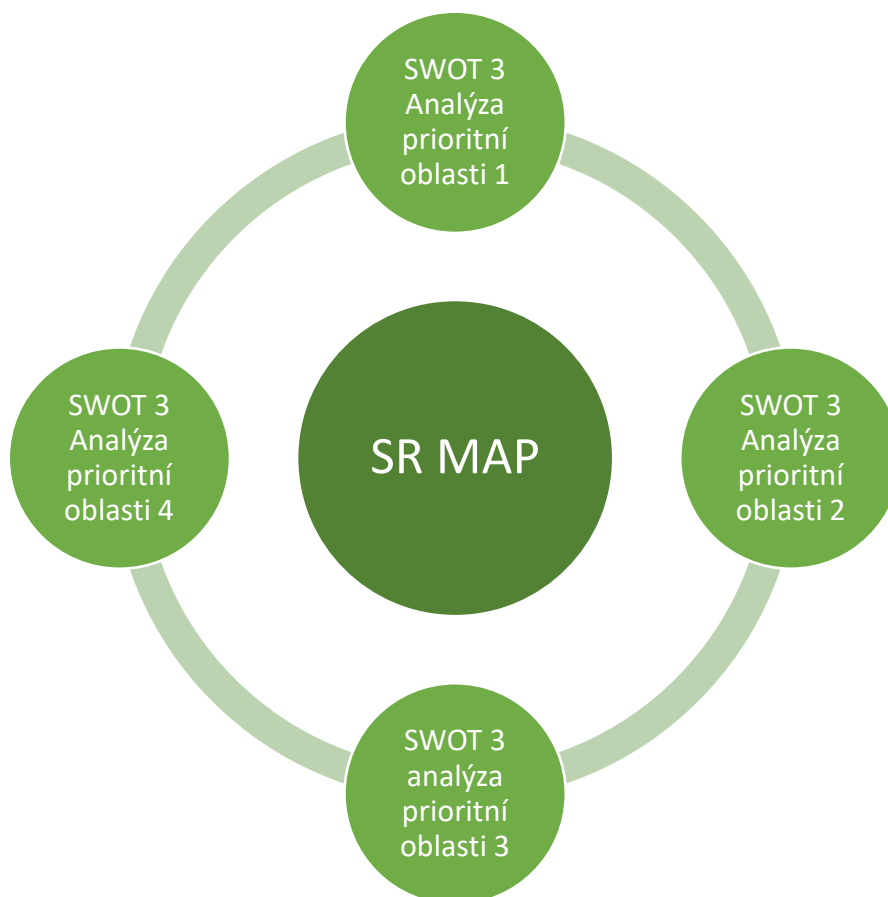 SWOT 3
Analýza
prioritní
oblasti 1
SWOT 3
Analýza
prioritní
oblasti 4
SR MAP
SWOT 3
Analýza
prioritní
oblasti 2
SWOT 3
analýza
prioritní
oblasti 3